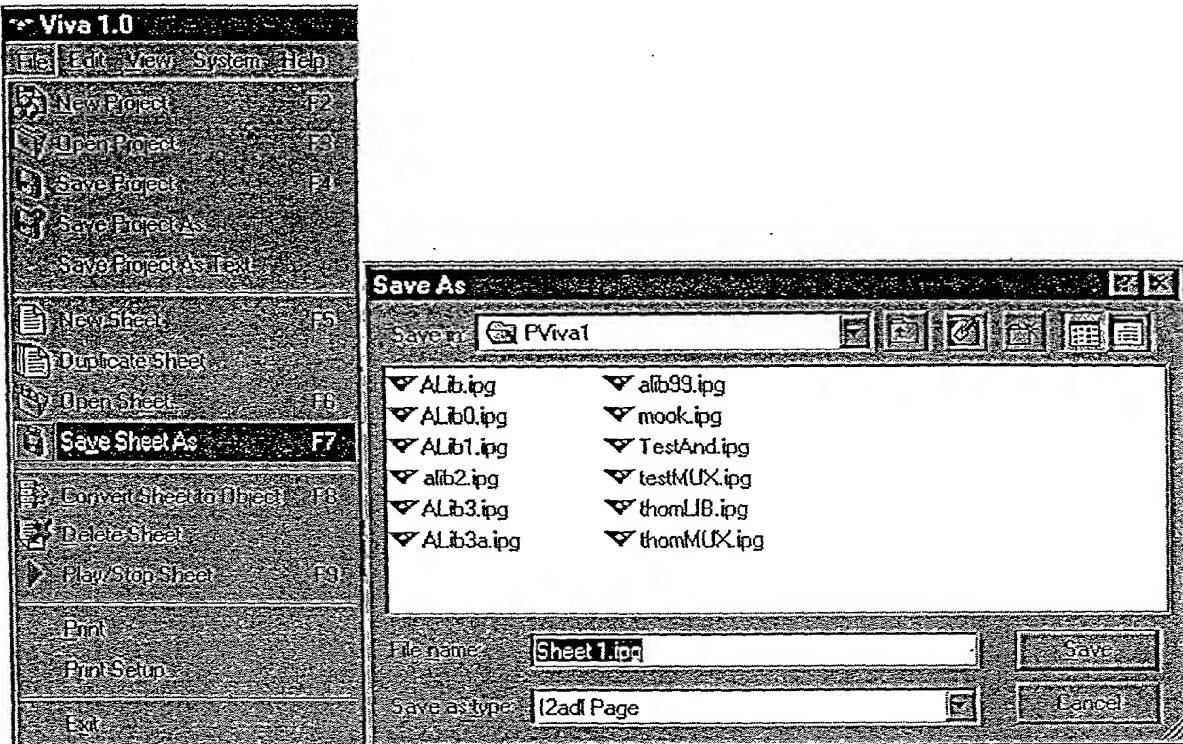 Viva 1.0
File Edit View System Help
New Project F2
Open Project F3
Save Project F4
Save Project As
Save Project As Text
New Sheet F5
Duplicate Sheet
Open Sheet F6
Save Sheet As F7
Convert Sheet to Object F8
Delete Sheet
Play/Stop Sheet F9
Print
Print Setup
Exit
Save As
Save in: PViva1
ALib.ipg alib99.ipg
ALib0.ipg mook.ipg
ALib1.ipg TestAnd.ipg
alib2.ipg testMUX.ipg
ALib3.ipg thomLIB.ipg
ALib3a.ipg thomMUX.ipg
File name: Sheet 1.ipg Save
Save as type: Page Cancel